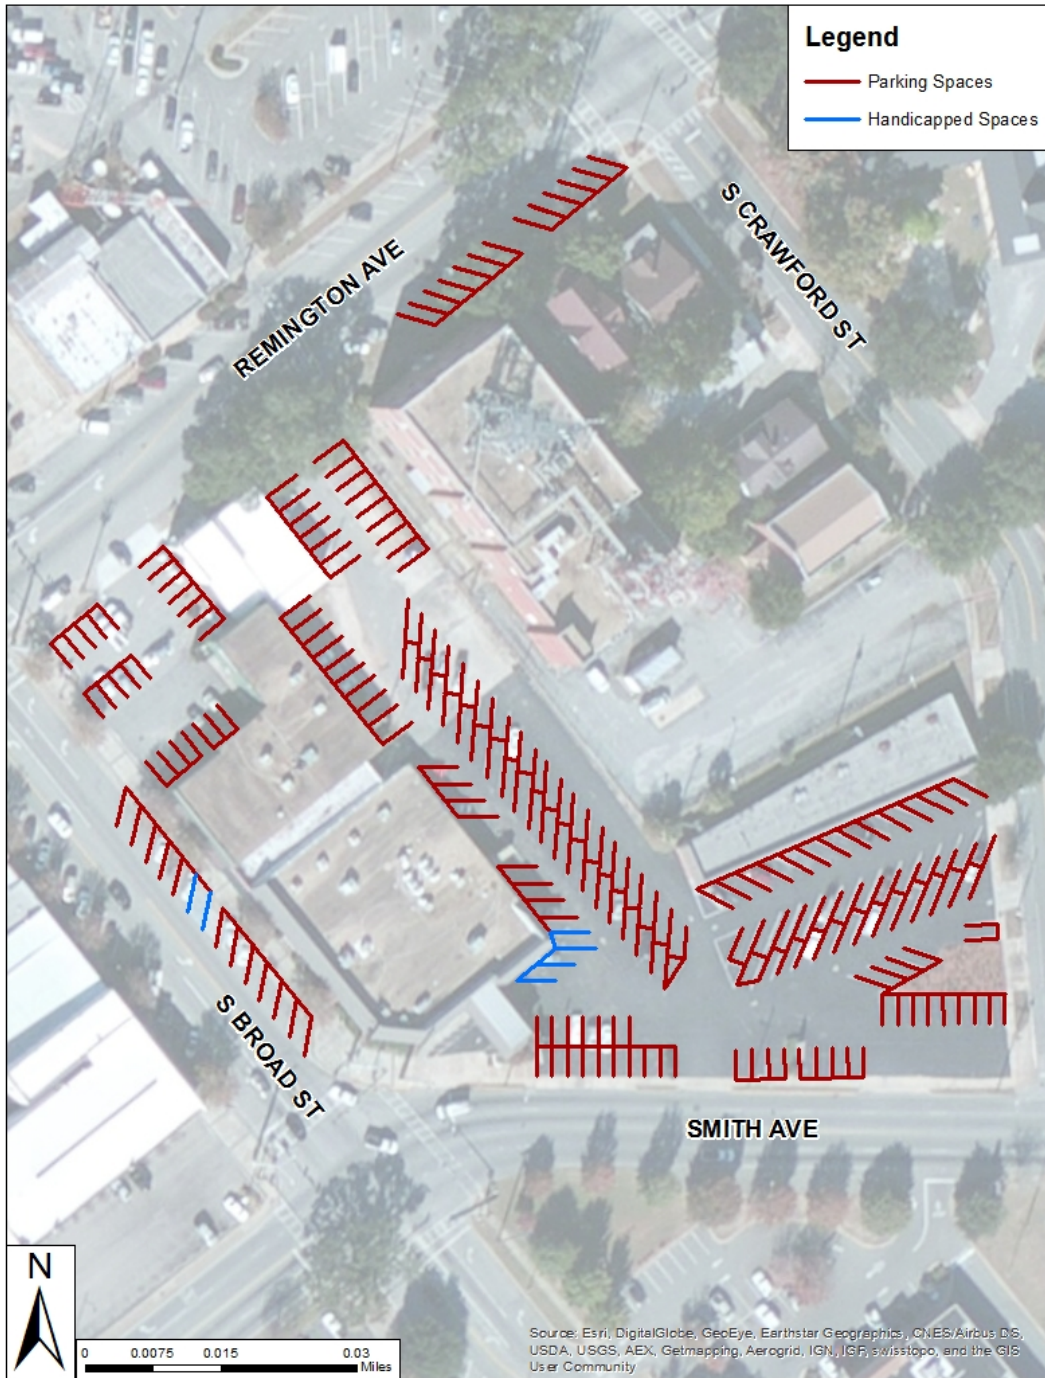 Legend
Parking Spaces
Handicapped Spaces
S CRAWFORD ST
REMINGTON AVE
S BROAD ST
SMITH AVE
N
0 0.0075 0.015 0.03
Miles
Source: Esri, DigitalGlobe, GeoEye, Earthstar Geographics, CNES/Airbus DS,
USDA, USGS, AEX, Getmapping, Aerogrid, IGN, IGP, swisstopo, and the GIS
User Community